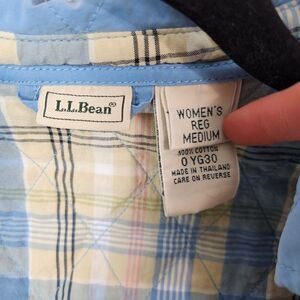 L.L.Bean®
WOMEN'S
REG
MEDIUM
100% COTTON
0 YG30
MADE IN THAILAND
CARE ON REVERSE